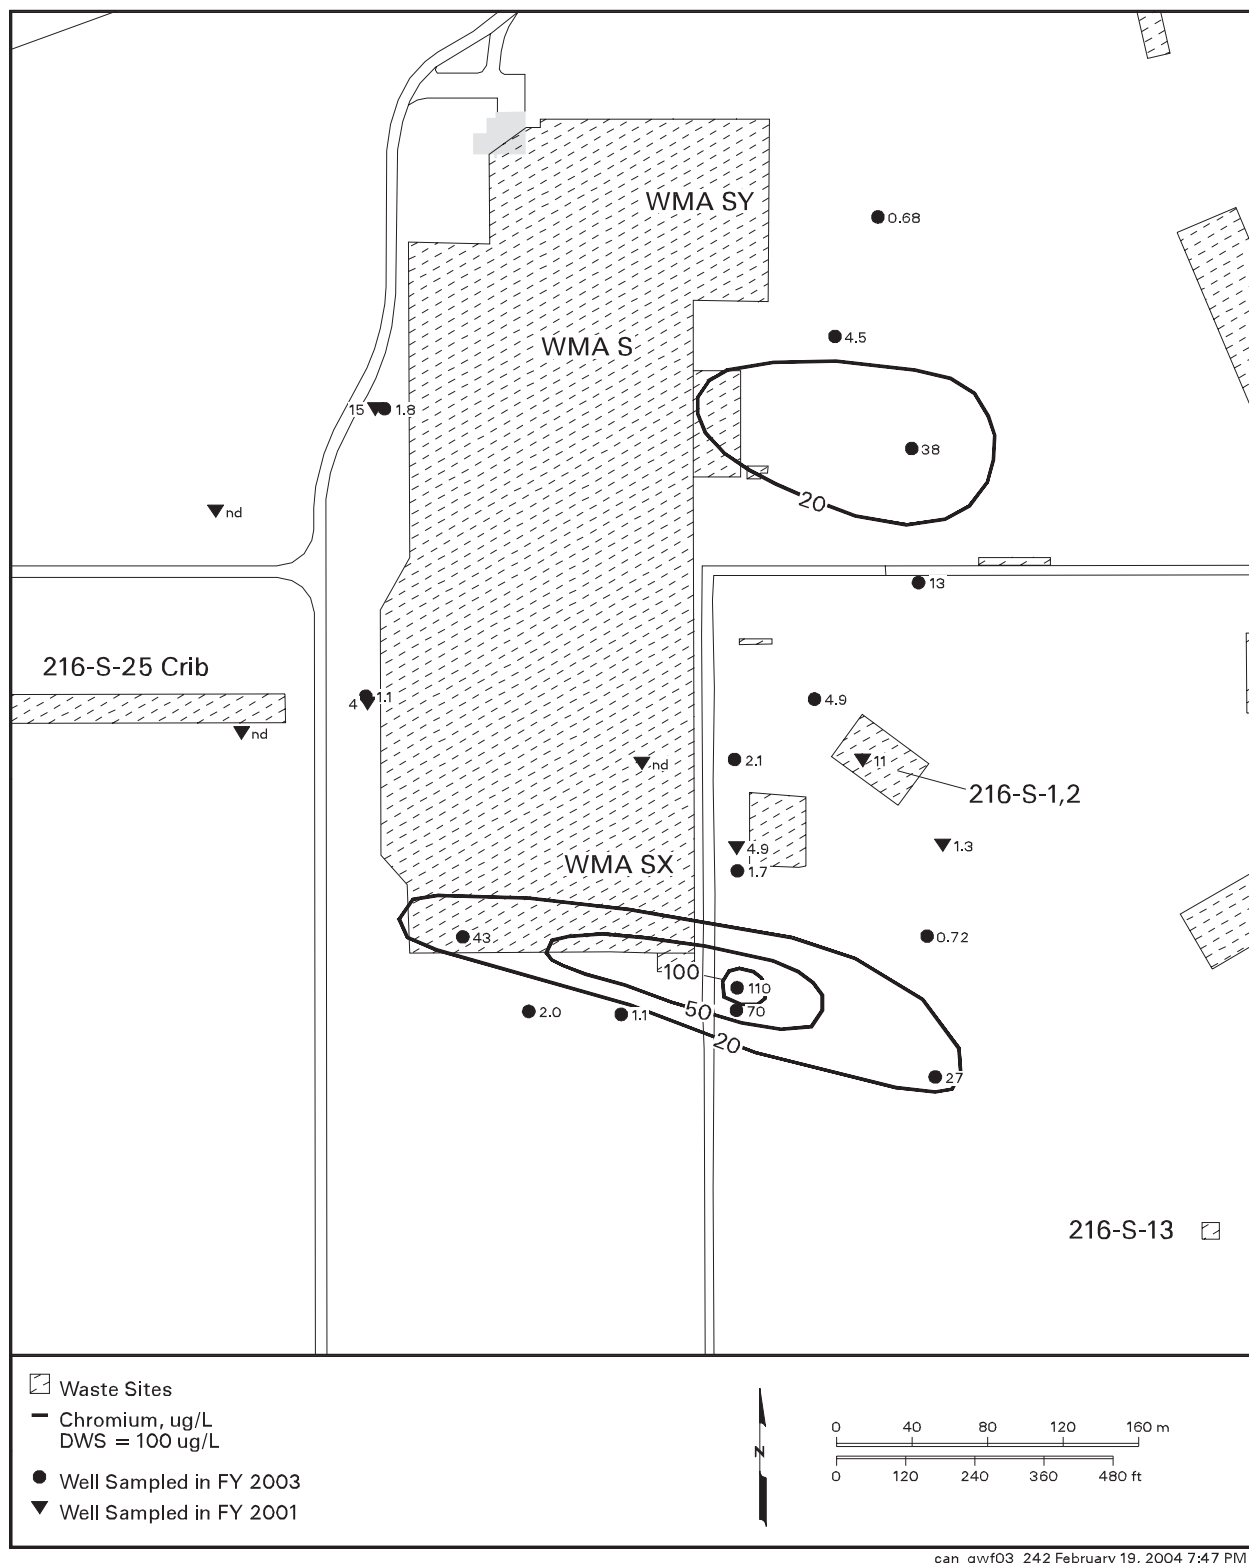 WMA SY
0.68
WMA S
4.5
15
1.8
38
20
nd
13
216-S-25 Crib
1.1
4
4.9
nd
nd
2.1
11
216-S-1,2
4.9
1.3
1.7
WMA SX
43
0.72
100
110
50
70
2.0
1.1
20
27
216-S-13
Waste Sites
Chromium, ug/L
DWS = 100 ug/L
Well Sampled in FY 2003
Well Sampled in FY 2001
N
0 40 80 120 160 m
0 120 240 360 480 ft
can_gwf03_242 February 19, 2004 7:47 PM